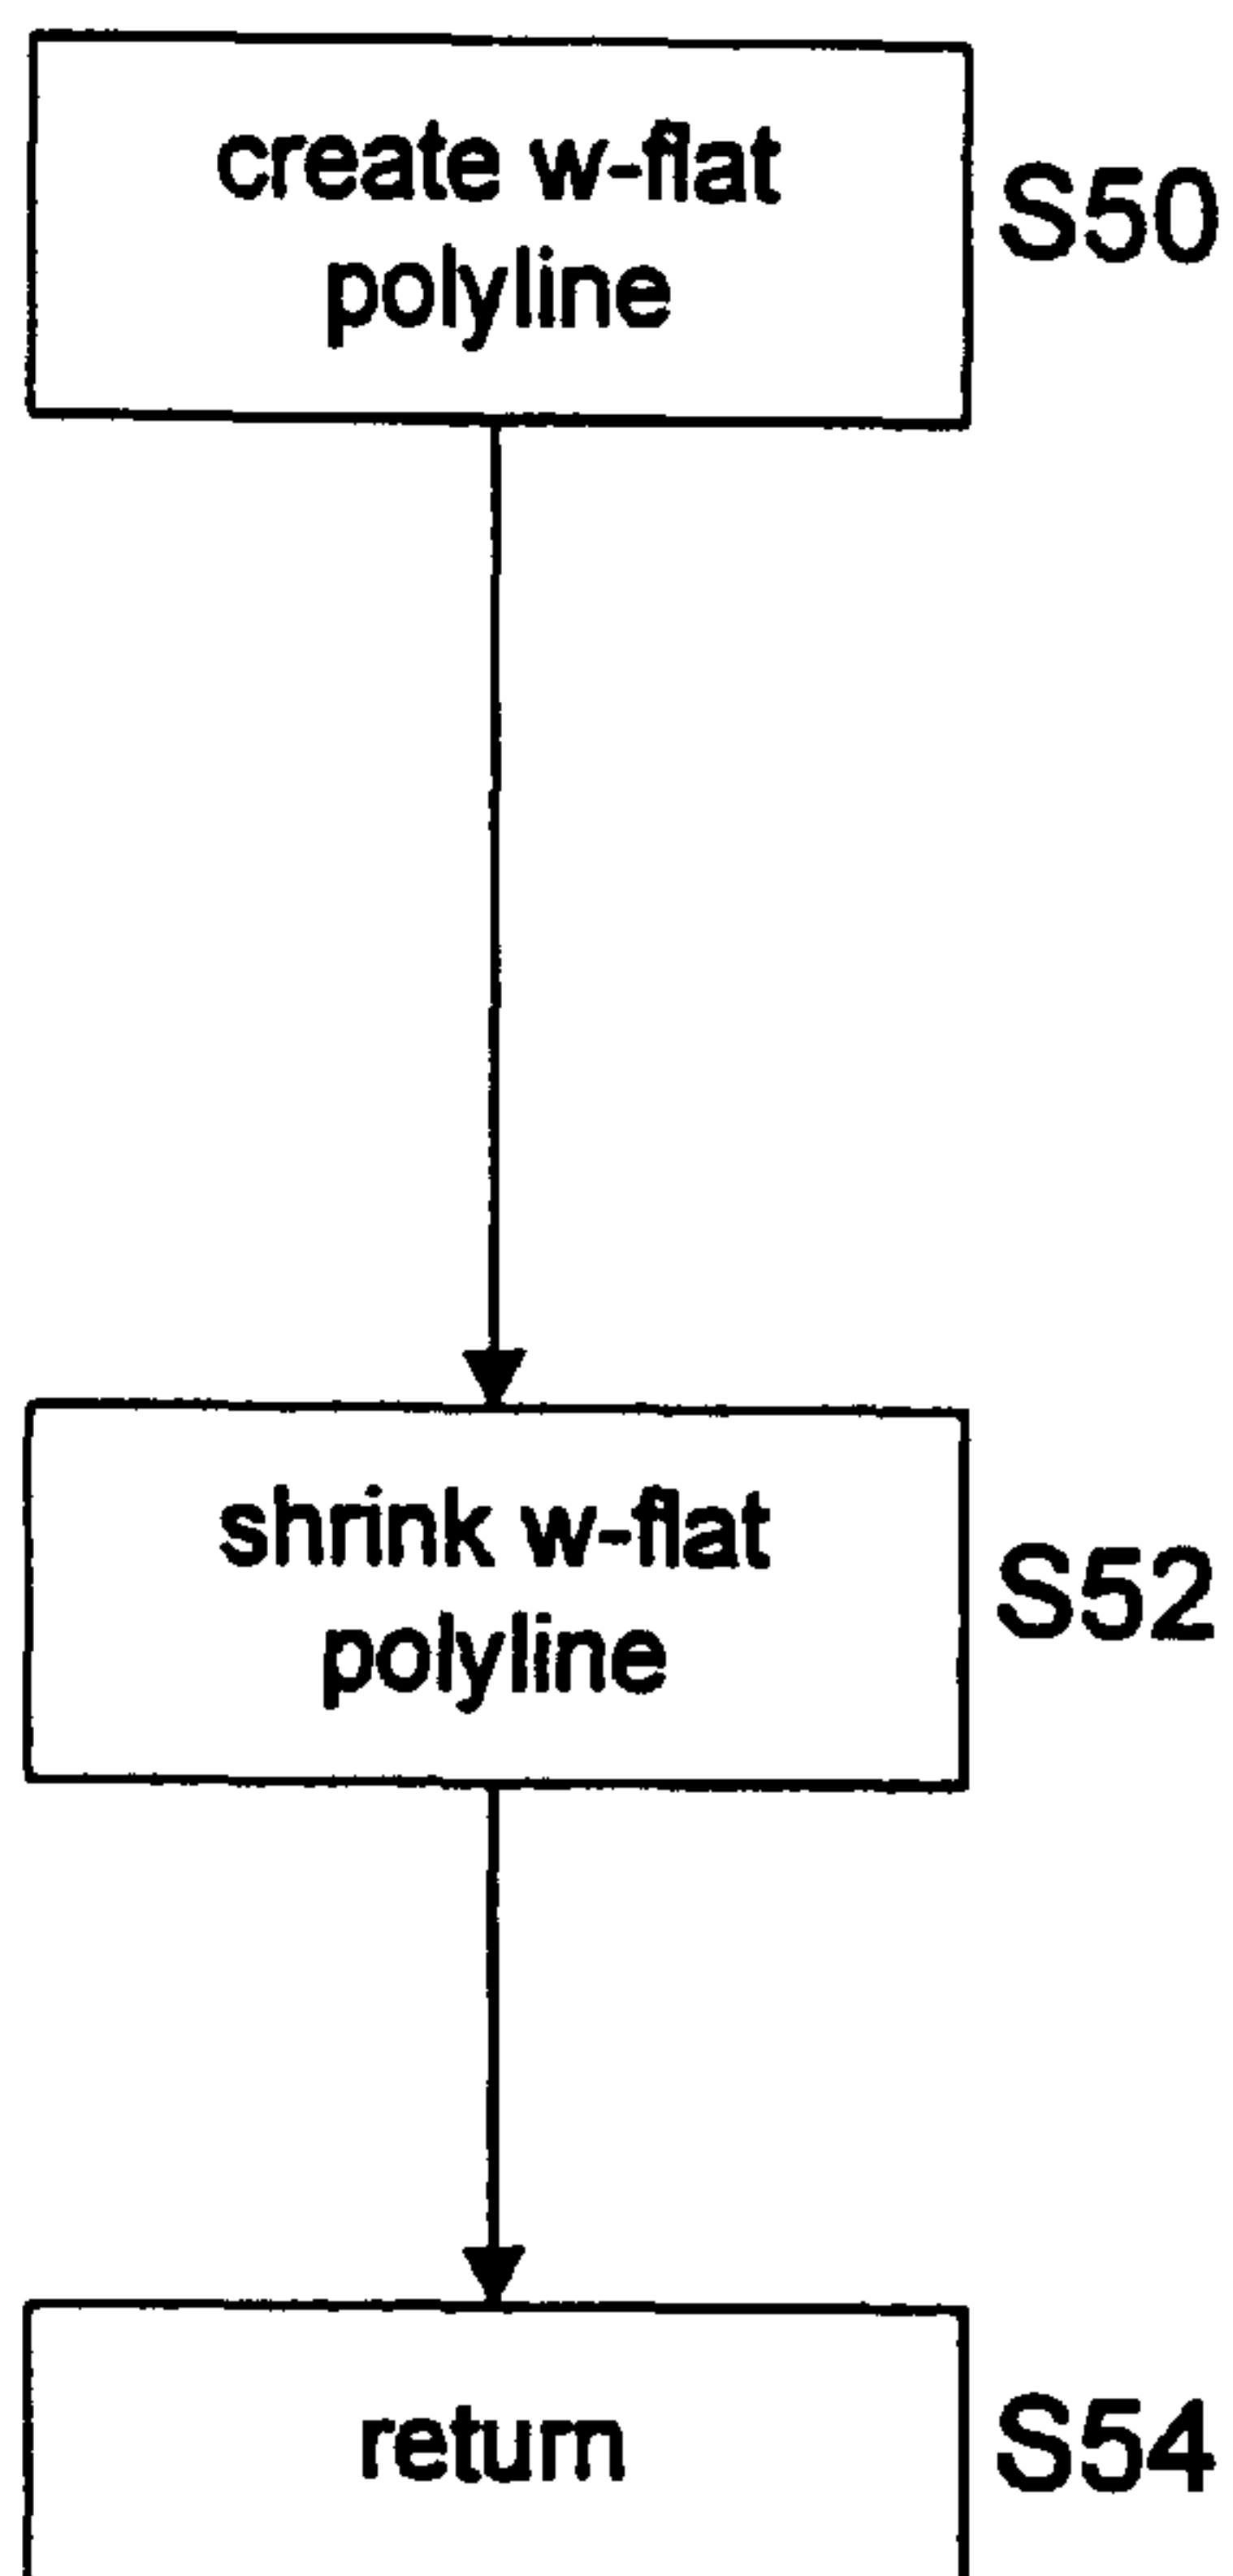 create w-flat
polyline
S50
shrink w-flat
polyline
S52
return
S54